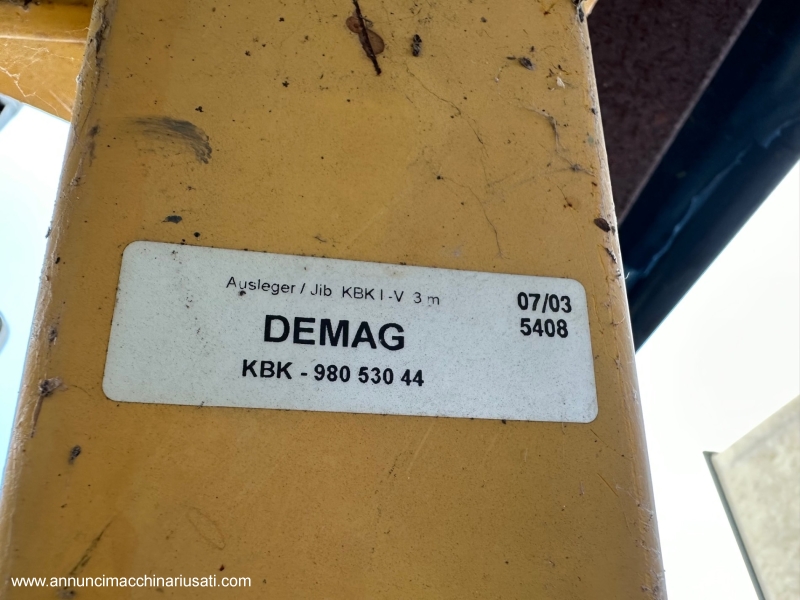 Ausleger / Jib KBK I -V 3 m
07/03
DEMAG
5408
KBK - 980 530 44
www.annuncimacchinariusati.com